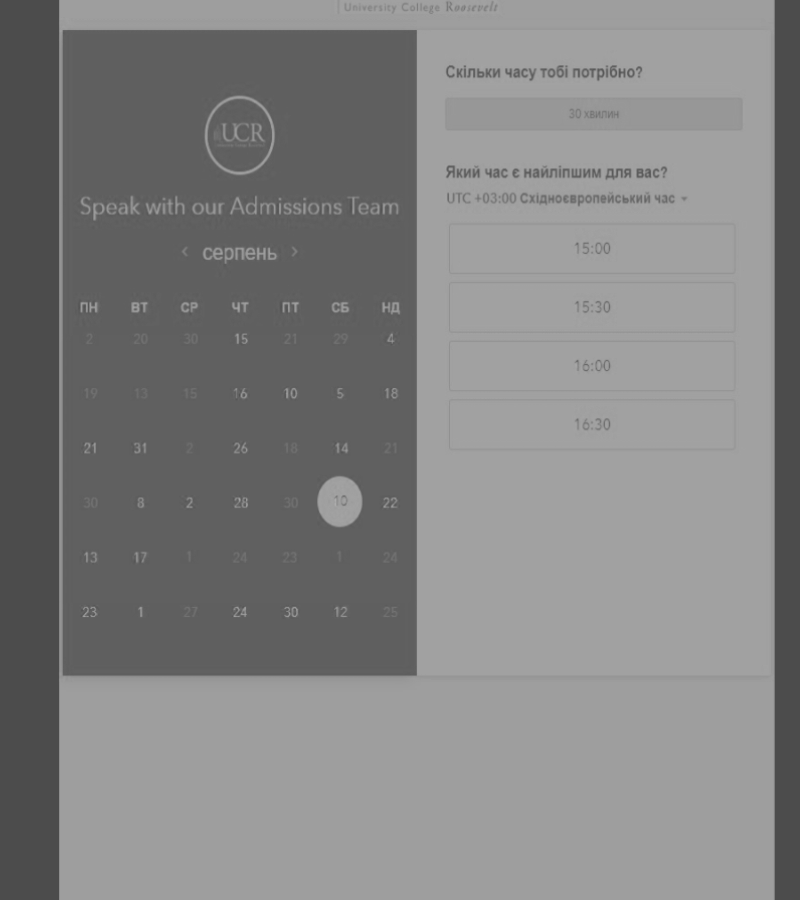 University College Roosevelt
UCR
Speak with our Admissions Team
‹ серпень ›
ПН ВТ СР ЧТ ПТ СБ НД
2 20 30 15 21 29 4
19 13 15 16 10 5 18
21 31 2 26 18 14 21
30 8 2 28 30 10 22
13 17 1 24 23 1 24
23 1 27 24 30 12 25
Скільки часу тобі потрібно?
30 хвилин
Який час є найліпшим для вас?
UTC +03:00 Східноєвропейський час
15:00
15:30
16:00
16:30